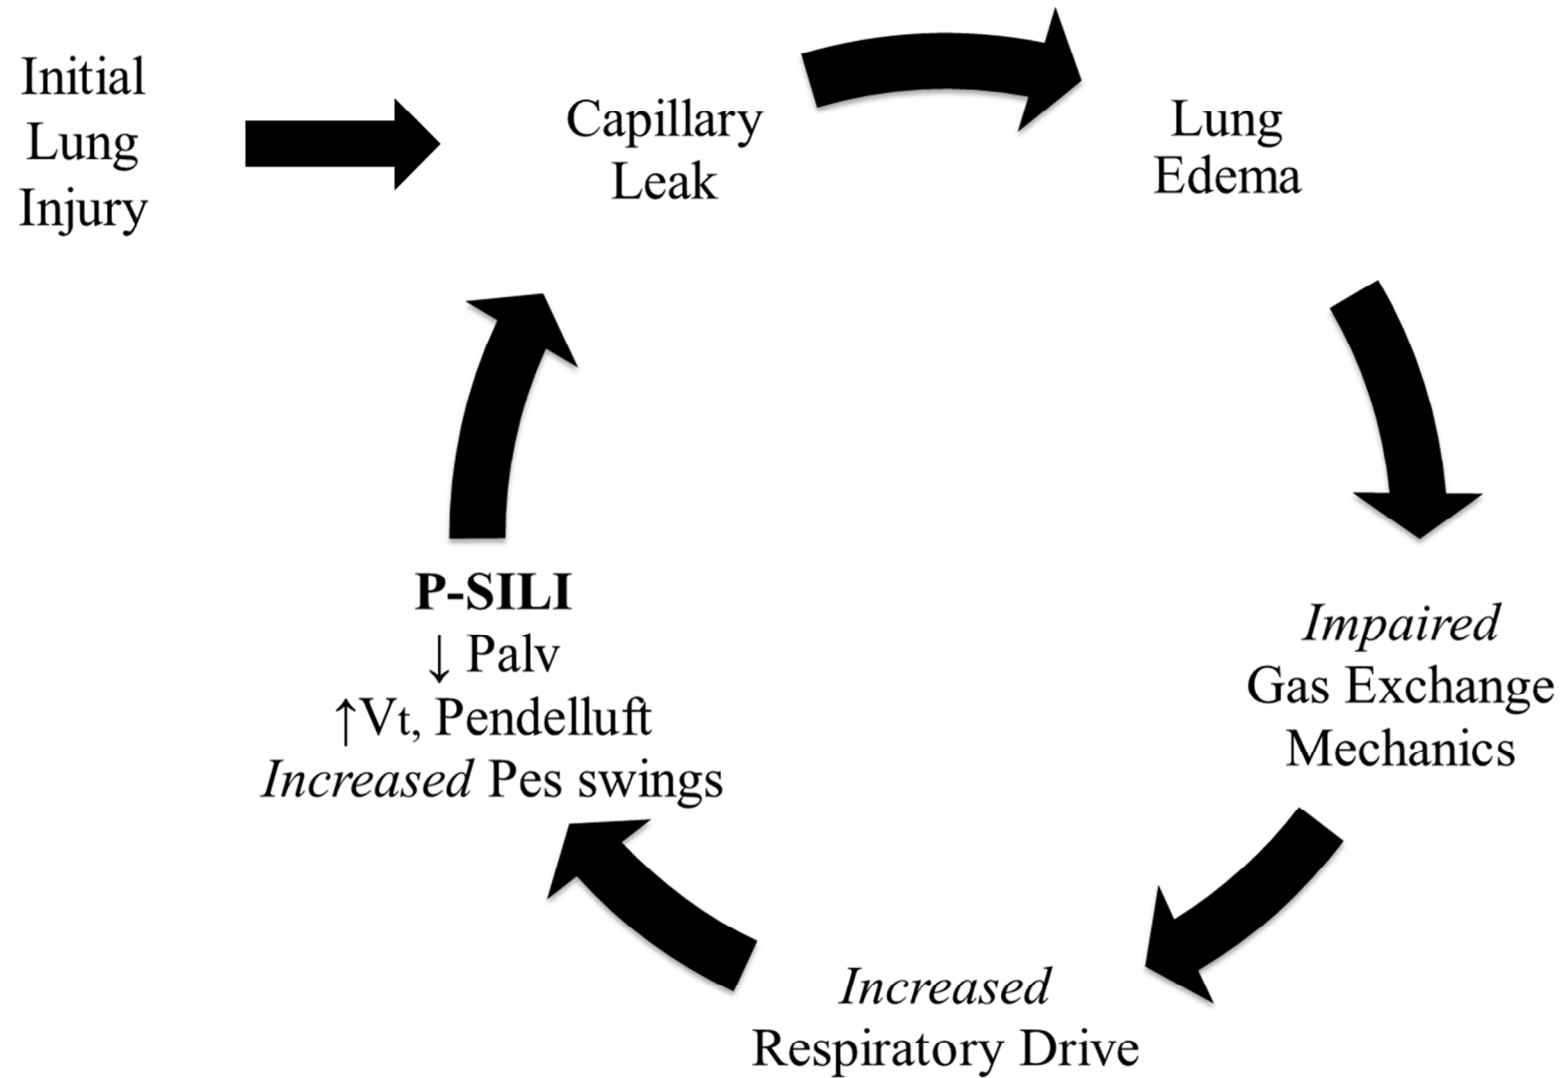 Initial
Lung
Injury
Capillary
Leak
Lung
Edema
Impaired
Gas Exchange
Mechanics
Increased
Respiratory Drive
P-SILI
↓ Palv
↑Vt, Pendelluft
Increased Pes swings